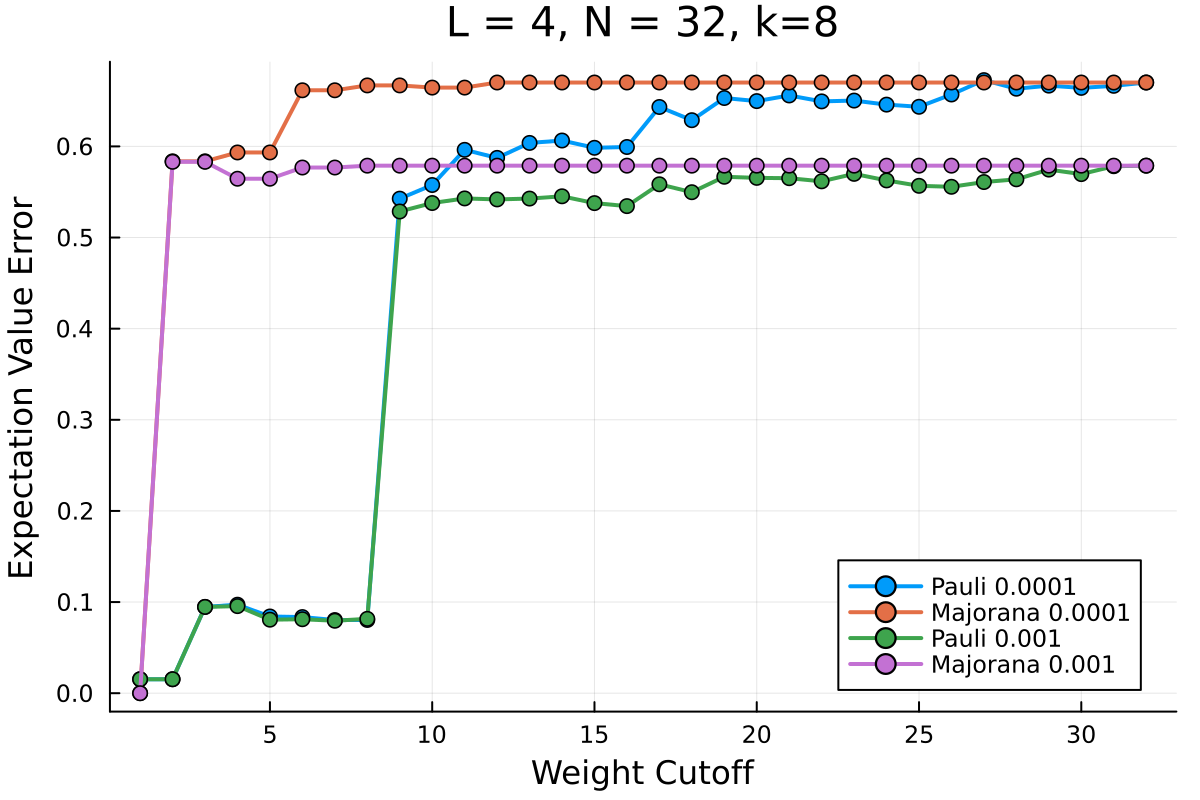 L = 4, N = 32, k=8
Expectation Value Error
0.6
0.5
0.4
0.3
0.2
0.1
0.0
5 10 15 20 25 30
Weight Cutoff
Pauli 0.0001
Majorana 0.0001
Pauli 0.001
Majorana 0.001